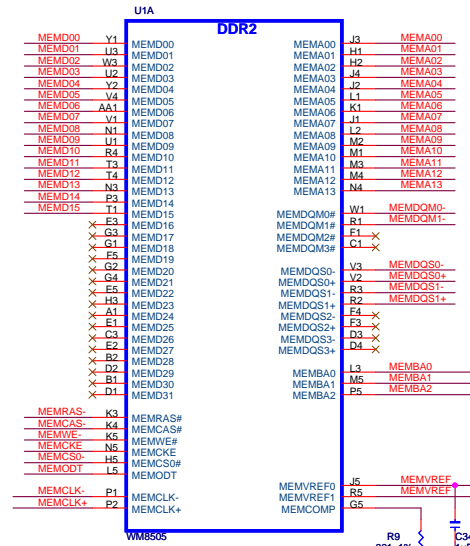 U1A
DDR2
MEMD00 Y1 MEMD00 MEMA00 J3 MEMA00
MEMD01 U3 MEMD01 MEMA01 H1 MEMA01
MEMD02 W3 MEMD02 MEMA02 H2 MEMA02
MEMD03 U2 MEMD03 MEMA03 J4 MEMA03
MEMD04 Y2 MEMD04 MEMA04 J2 MEMA04
MEMD05 V4 MEMD05 MEMA05 L1 MEMA05
MEMD06 AA1 MEMD06 MEMA06 K1 MEMA06
MEMD07 V1 MEMD07 MEMA07 J1 MEMA07
MEMD08 N1 MEMD08 MEMA08 L2 MEMA08
MEMD09 U1 MEMD09 MEMA09 M2 MEMA09
MEMD10 R4 MEMD10 MEMA10 M1 MEMA10
MEMD11 T3 MEMD11 MEMA11 M3 MEMA11
MEMD12 T4 MEMD12 MEMA12 M4 MEMA12
MEMD13 N3 MEMD13 MEMA13 N4 MEMA13
MEMD14 P3 MEMD14
MEMD15 T1 MEMD15 MEMDQM0# W1 MEMDQM0-
E3 MEMD16 MEMDQM1# R1 MEMDQM1-
G3 MEMD17 MEMDQM2# F1
G1 MEMD18 MEMDQM3# C1
F5 MEMD19
G2 MEMD20 MEMDQS0- V3 MEMDQS0-
G4 MEMD21 MEMDQS0+ V2 MEMDQS0+
E5 MEMD22 MEMDQS1- R3 MEMDQS1-
H3 MEMD23 MEMDQS1+ R2 MEMDQS1+
A1 MEMD24 MEMDQS2- F4
E1 MEMD25 MEMDQS2+ F3
C3 MEMD26 MEMDQS3- D3
E2 MEMD27 MEMDQS3+ D4
B2 MEMD28
D2 MEMD29 MEMBA0 L3 MEMBA0
B1 MEMD30 MEMBA1 M5 MEMBA1
D1 MEMD31 MEMBA2 P5 MEMBA2
MEMRAS- K3 MEMRAS#
MEMCAS- K4 MEMCAS#
MEMWE- K5 MEMWE#
MEMCKE N5 MEMCKE
MEMCS0- H5 MEMCS0#
MEMODT L5 MEMODT
MEMVREF0 J5 MEMVREF
MEMCLK- P1 MEMCLK- MEMVREF1 R5 MEMVREF
MEMCLK+ P2 MEMCLK+ MEMCOMP G5
WM8505
R9